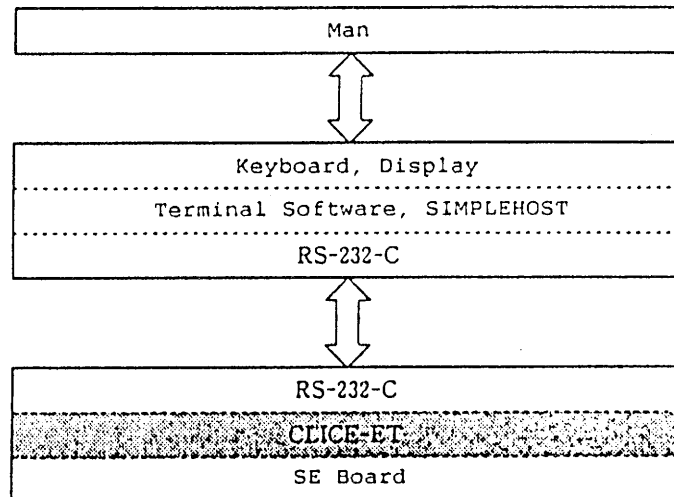 Man
Keyboard, Display
Terminal Software, SIMPLEHOST
RS-232-C
RS-232-C
CLICE-ET
SE Board